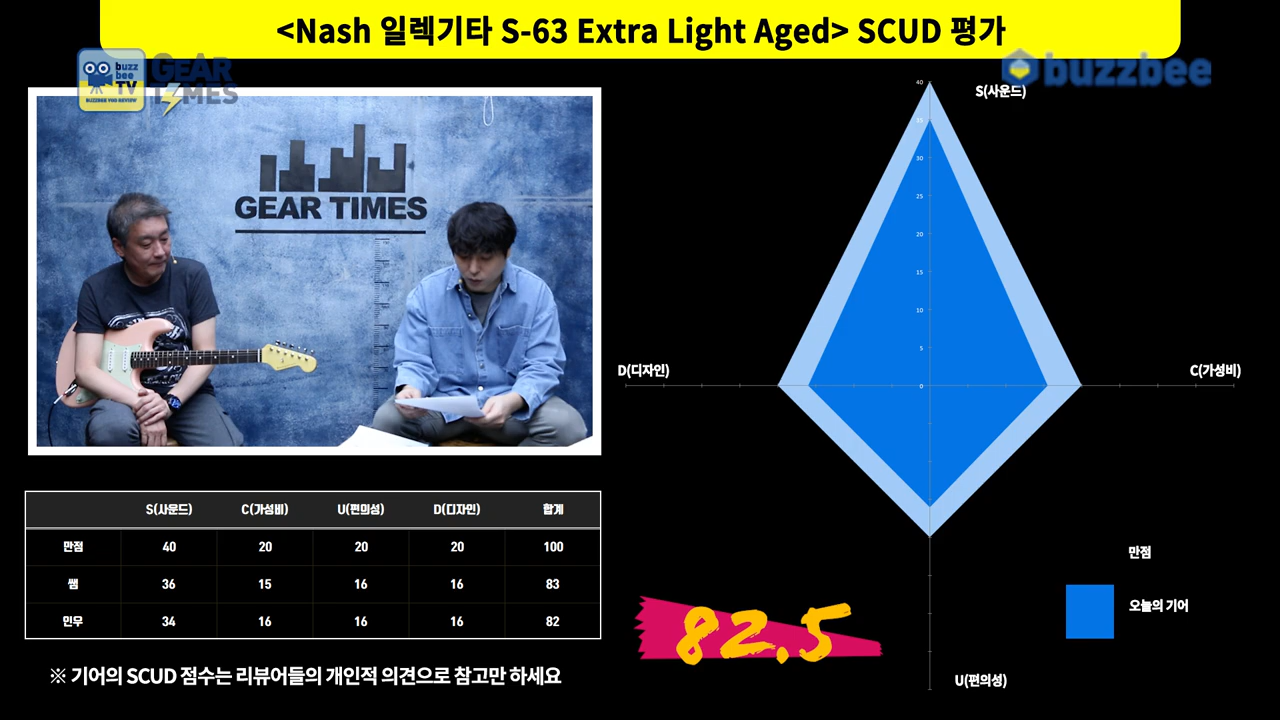 <Nash 일렉기타 S-63 Extra Light Aged> SCUD 평가
buzz
bee
TV
BUZZBEE VOD REVIEW
GEAR
TIMES
buzzbee
GEAR TIMES
S(사운드)
40
35
30
25
20
15
10
5
0
D(디자인)
C(가성비)
U(편의성)
S(사운드) C(가성비) U(편의성) D(디자인) 합계
만점 40 20 20 20 100
쌤 36 15 16 16 83
민우 34 16 16 16 82
82.5
만점
오늘의 기어
※ 기어의 SCUD 점수는 리뷰어들의 개인적 의견으로 참고만 하세요